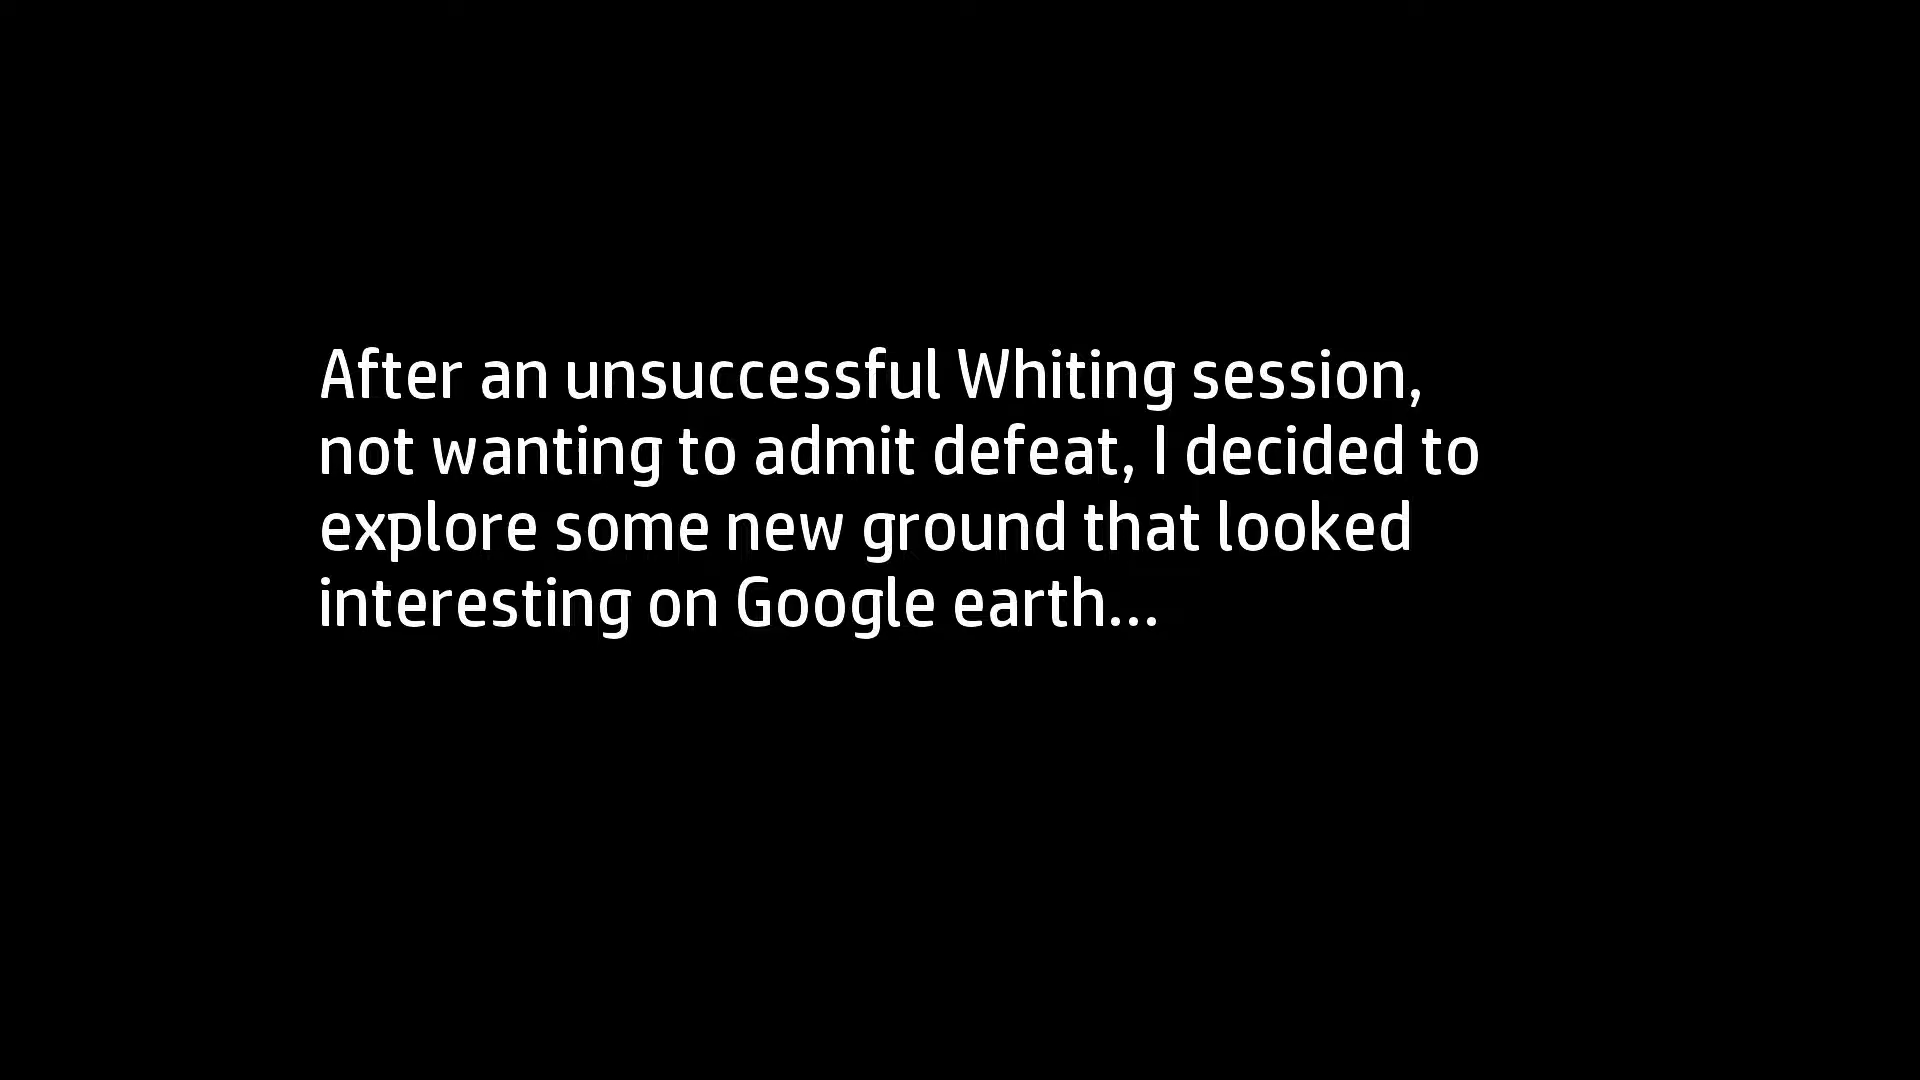 After an unsuccessful Whiting session,
not wanting to admit defeat, I decided to
explore some new ground that looked
interesting on Google earth...